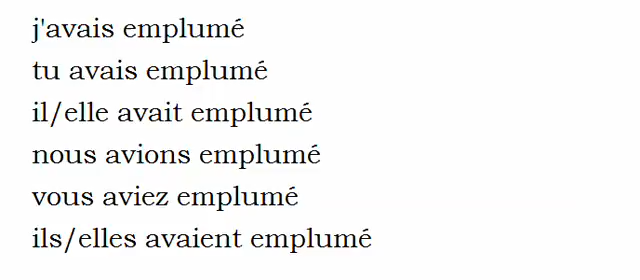 j'avais emplumé
tu avais emplumé
il/elle avait emplumé
nous avions emplumé
vous aviez emplumé
ils/elles avaient emplumé